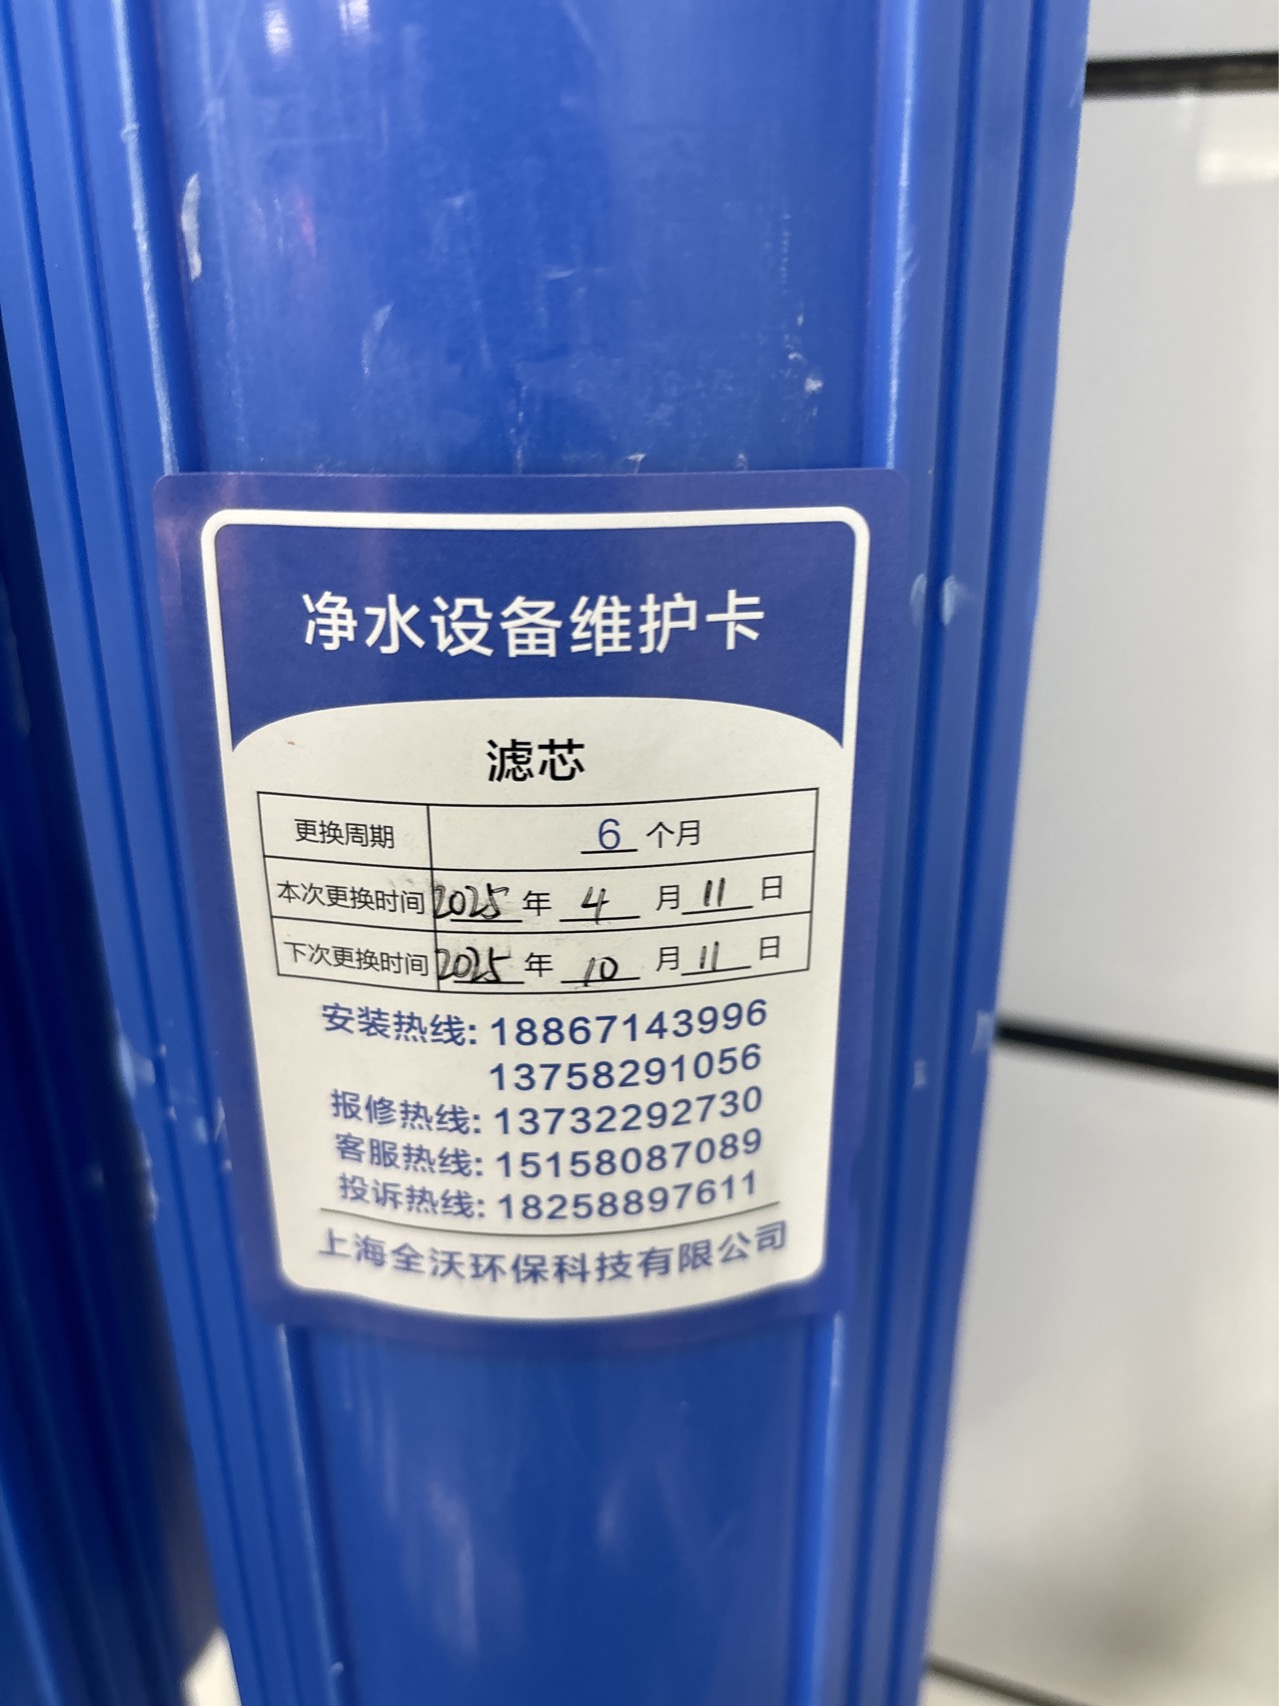 净水设备维护卡
滤芯
更换周期 6 个月
本次更换时间 2025 年 4 月 11 日
下次更换时间 2025 年 10 月 11 日
安装热线: 18867143996
13758291056
报修热线: 13732292730
客服热线: 15158087089
投诉热线: 18258897611
上海全沃环保科技有限公司